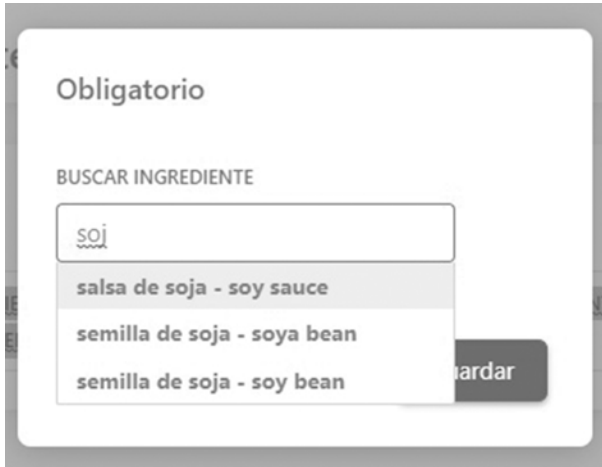 Obligatorio
BUSCAR INGREDIENTE
soj
salsa de soja - soy sauce
semilla de soja - soya bean
semilla de soja - soy bean